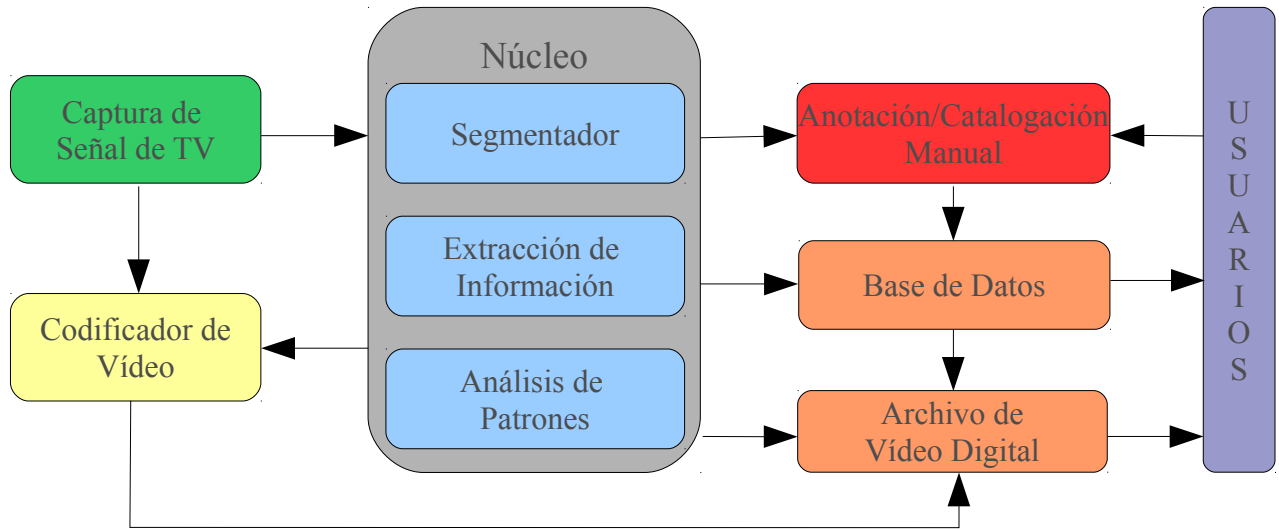 Núcleo
Captura de
Señal de TV
Segmentador
Anotación/Catalogación
Manual
Extracción de
Información
Base de Datos
Codificador de
Vídeo
Análisis de
Patrones
Archivo de
Vídeo Digital
U
S
U
A
R
I
O
S